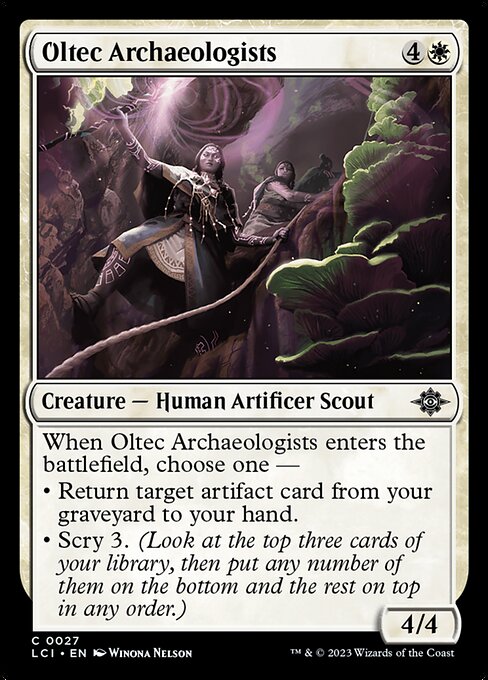 Oltec Archaeologists 4
Creature — Human Artificer Scout
When Oltec Archaeologists enters the
battlefield, choose one —
• Return target artifact card from your
graveyard to your hand.
• Scry 3. (Look at the top three cards of
your library, then put any number of
them on the bottom and the rest on top
in any order.)
4/4
C 0027
LCI • EN Winona Nelson
™ & © 2023 Wizards of the Coast